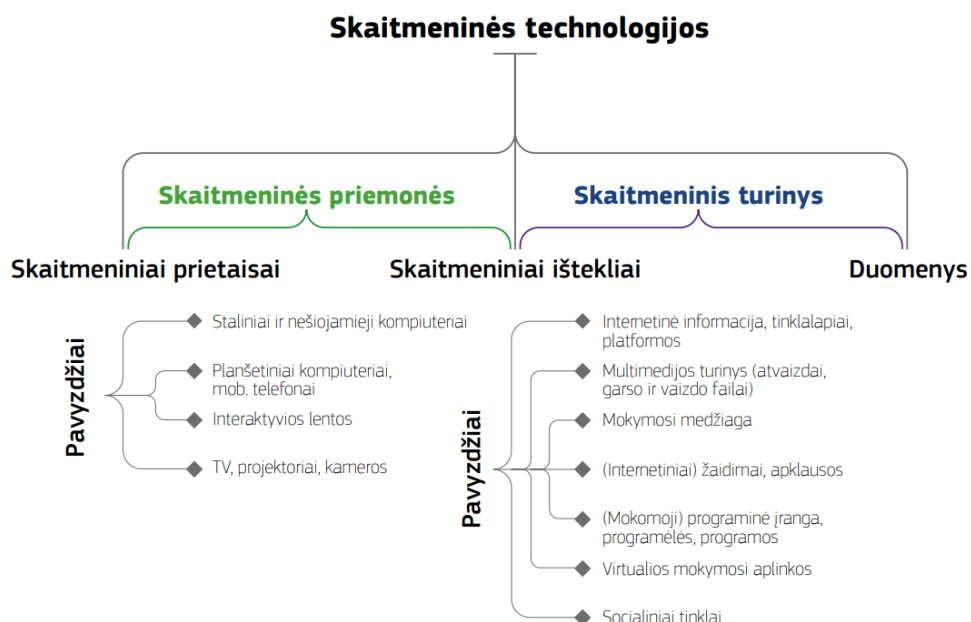 Skaitmeninės technologijos
Skaitmeninės priemonės
Skaitmeninis turinys
Skaitmeniniai prietaisai
Skaitmeniniai ištekliai
Duomenys
Pavyzdžiai
Staliniai ir nešiojamieji kompiuteriai
Planšetiniai kompiuteriai,
mob. telefonai
Interaktyvios lentos
TV, projektoriai, kameros
Pavyzdžiai
Internetinė informacija, tinklalapiai,
platformos
Multimedijos turinys (atvaizdai,
garso ir vaizdo failai)
Mokymosi medžiaga
(Internetiniai) žaidimai, apklausos
(Mokomoji) programinė įranga,
programėlės, programos
Virtualios mokymosi aplinkos
Socialiniai tinklai